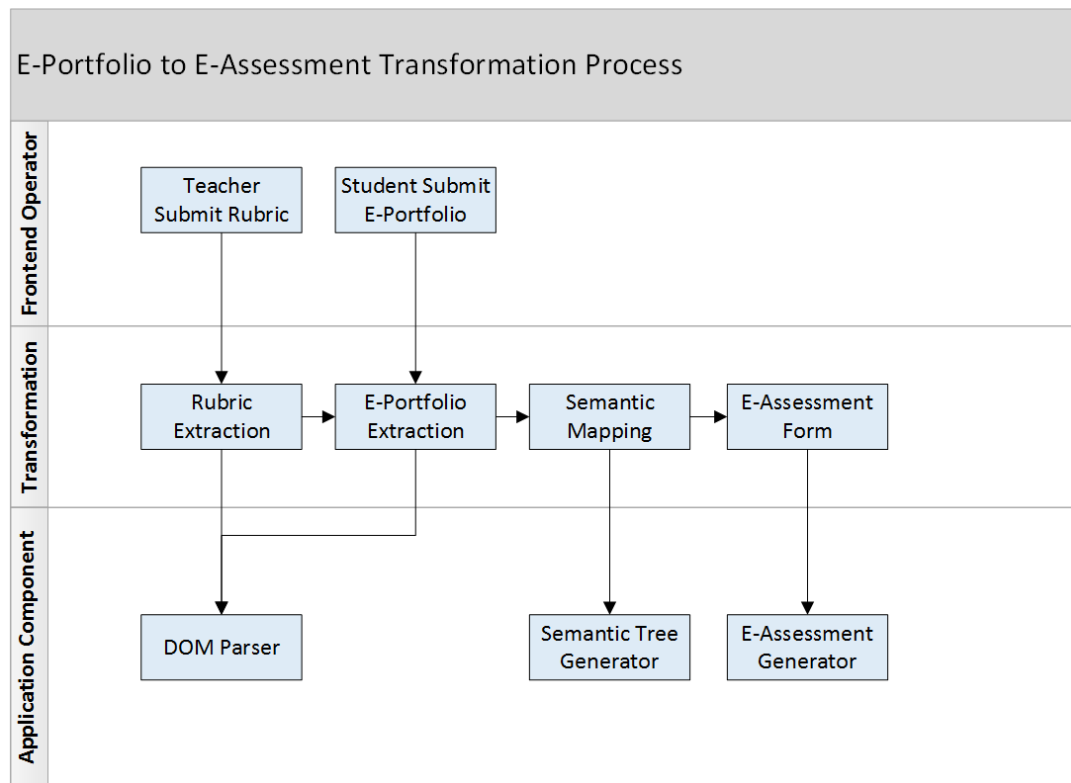 E-Portfolio to E-Assessment Transformation Process
Frontend Operator
Teacher
Submit Rubric
Student Submit
E-Portfolio
Transformation
Rubric
Extraction
E-Portfolio
Extraction
Semantic
Mapping
E-Assessment
Form
Application Component
DOM Parser
Semantic Tree
Generator
E-Assessment
Generator